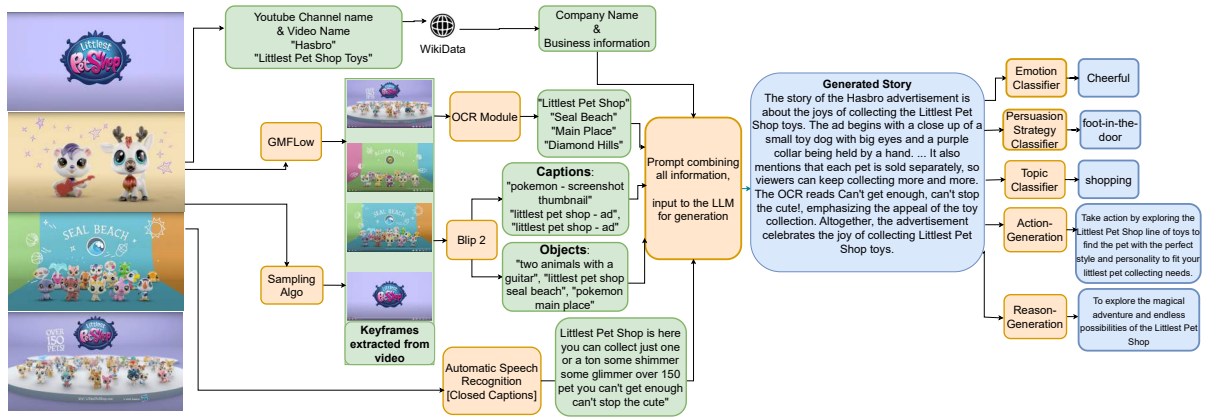 Littlest
Pet Shop
SEAL BEACH
OVER
150
PETS!
Littlest
Pet Shop
Youtube Channel name
& Video Name
"Hasbro"
"Littlest Pet Shop Toys"
WikiData
Company Name
&
Business information
GMFLow
Sampling
Algo
Littlest
Pet Shop
SEAL BEACH
Littlest
Pet Shop
Keyframes
extracted from
video
OCR Module
"Littlest Pet Shop"
"Seal Beach"
"Main Place"
"Diamond Hills"
Blip 2
Captions:
"pokemon - screenshot
thumbnail"
"littlest pet shop - ad",
"littlest pet shop - ad"
Objects:
"two animals with a
guitar", "littlest pet shop
seal beach", "pokemon
main place"
Automatic Speech
Recognition
[Closed Captions]
Littlest Pet Shop is here
you can collect just one
or a ton some shimmer
some glimmer over 150
pet you can't get enough
can't stop the cute"
Prompt combining
all information,
input to the LLM
for generation
Generated Story
The story of the Hasbro advertisement is
about the joys of collecting the Littlest Pet
Shop toys. The ad begins with a close up of a
small toy dog with big eyes and a purple
collar being held by a hand. ... It also
mentions that each pet is sold separately, so
viewers can keep collecting more and more.
The OCR reads Can't get enough, can't stop
the cute!, emphasizing the appeal of the toy
collection. Altogether, the advertisement
celebrates the joy of collecting Littlest Pet
Shop toys.
Emotion
Classifier
Cheerful
Persuasion
Strategy
Classifier
foot-in-the-
door
Topic
Classifier
shopping
Action-
Generation
Take action by exploring the
Littlest Pet Shop line of toys to
find the pet with the perfect
style and personality to fit your
littlest pet collecting needs.
Reason-
Generation
To explore the magical
adventure and endless
possibilities of the Littlest Pet
Shop